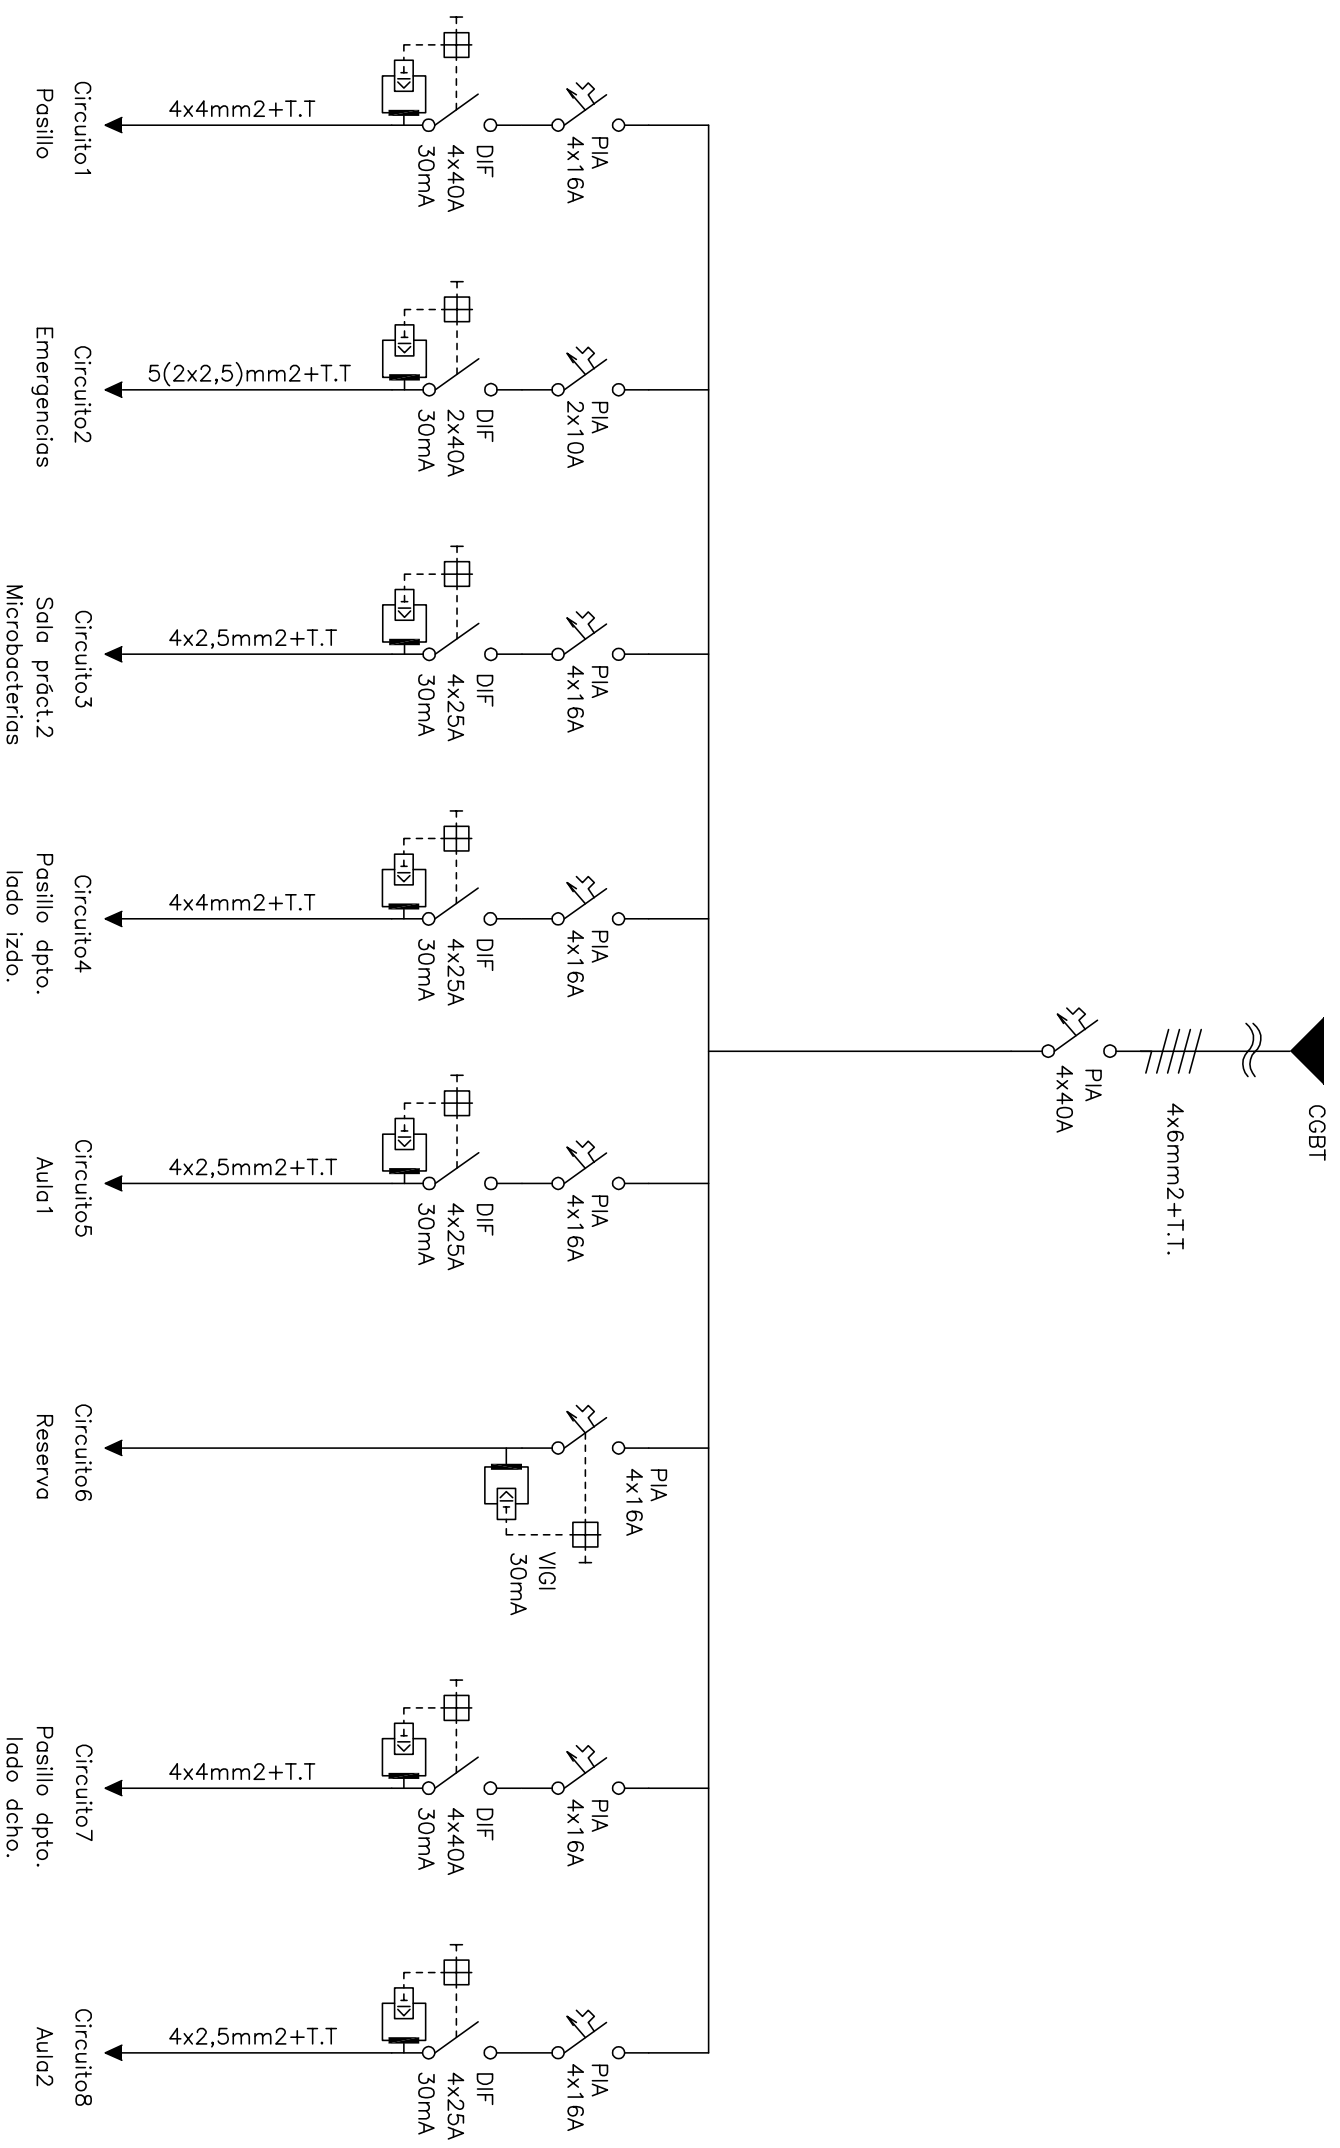 CGBT
4x6mm2+T.T.
PIA
4x40A
PIA
4x16A
DIF
4x40A
30mA
4x4mm2+T.T
Circuito1
Pasillo
PIA
2x10A
DIF
2x40A
30mA
5(2x2,5)mm2+T.T
Circuito2
Emergencias
PIA
4x16A
DIF
4x25A
30mA
4x2,5mm2+T.T
Circuito3
Sala práct.2
Microbacterias
PIA
4x16A
DIF
4x25A
30mA
4x4mm2+T.T
Circuito4
Pasillo dpto.
lado izdo.
PIA
4x16A
DIF
4x25A
30mA
4x2,5mm2+T.T
Circuito5
Aula1
PIA
4x16A
VIGI
30mA
Circuito6
Reserva
PIA
4x16A
DIF
4x40A
30mA
4x4mm2+T.T
Circuito7
Pasillo dpto.
lado dcho.
PIA
4x16A
DIF
4x25A
30mA
4x2,5mm2+T.T
Circuito8
Aula2